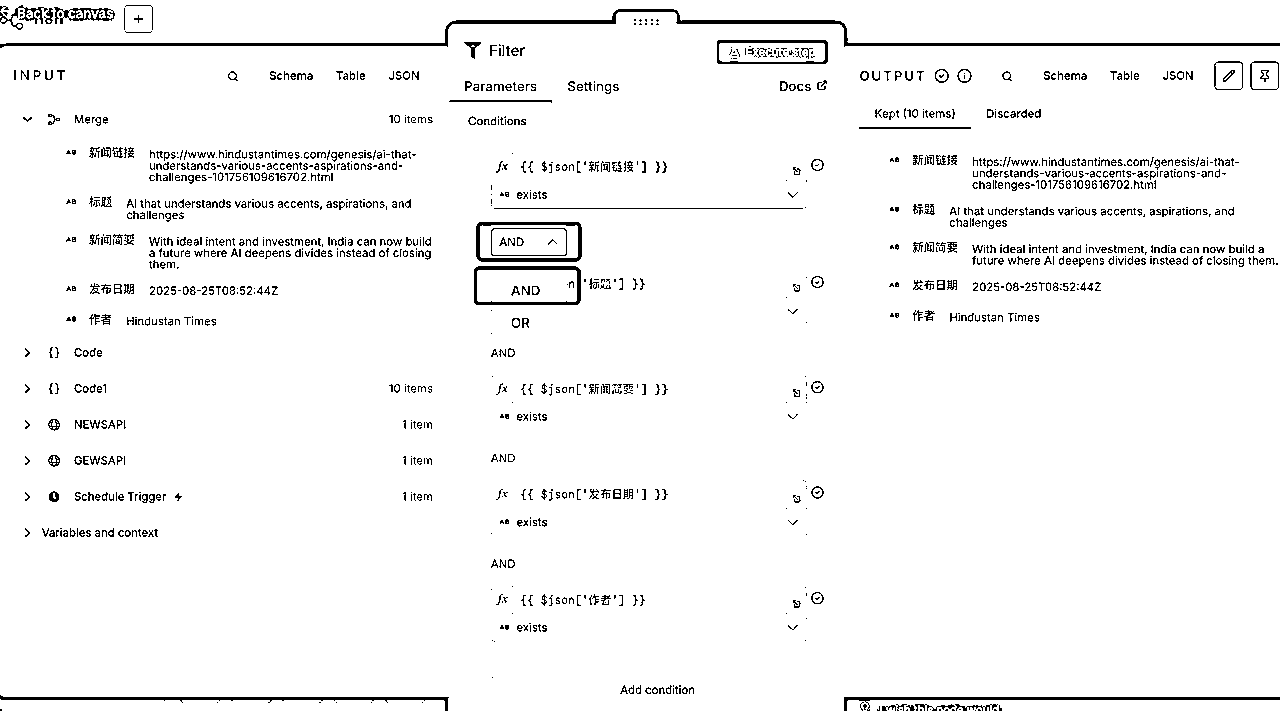 Back to canvas
+
INPUT
Schema
Table
JSON
Merge
10 items
新闻链接
https://www.hindustantimes.com/genesis/ai-that-
understands-various-accents-aspirations-and-
challenges-101756109616702.html
标题
AI that understands various accents, aspirations, and
challenges
新闻简要
With ideal intent and investment, India can now build
a future where AI deepens divides instead of closing
them.
发布日期
2025-08-25T08:52:44Z
作者
Hindustan Times
Code
Code1
10 items
NEWSAPI
1 item
GEWSAPI
1 item
Schedule Trigger
1 item
Variables and context
Filter
Execute step
Parameters
Settings
Docs
Conditions
fx {{ $json['新闻链接'] }}
exists
AND
AND
'标题'] }}
OR
AND
fx {{ $json['新闻简要'] }}
exists
AND
fx {{ $json['发布日期'] }}
exists
AND
fx {{ $json['作者'] }}
exists
Add condition
OUTPUT
Schema
Table
JSON
Kept (10 items)
Discarded
新闻链接
https://www.hindustantimes.com/genesis/ai-that-
understands-various-accents-aspirations-and-
challenges-101756109616702.html
标题
AI that understands various accents, aspirations, and
challenges
新闻简要
With ideal intent and investment, India can now build a
future where AI deepens divides instead of closing them.
发布日期
2025-08-25T08:52:44Z
作者
Hindustan Times
I wish this node would